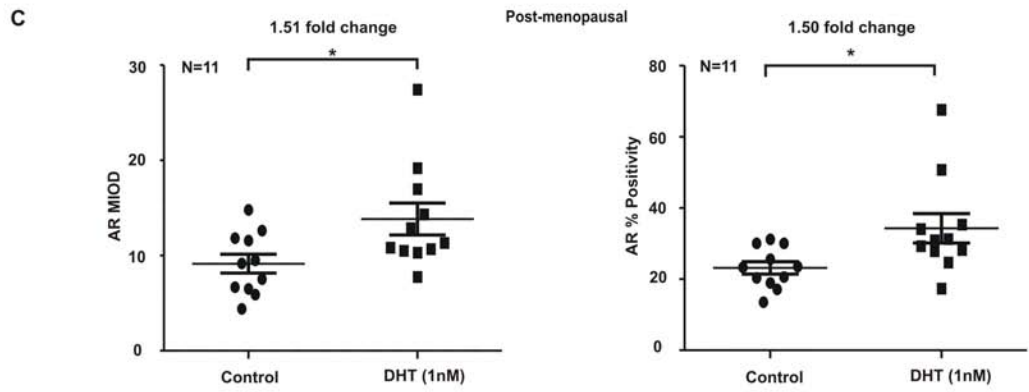 C
Post-menopausal
1.51 fold change
*
N=11
30
20
10
0
AR MIOD
Control
DHT (1nM)
1.50 fold change
*
N=11
80
60
40
20
0
AR % Positivity
Control
DHT (1nM)